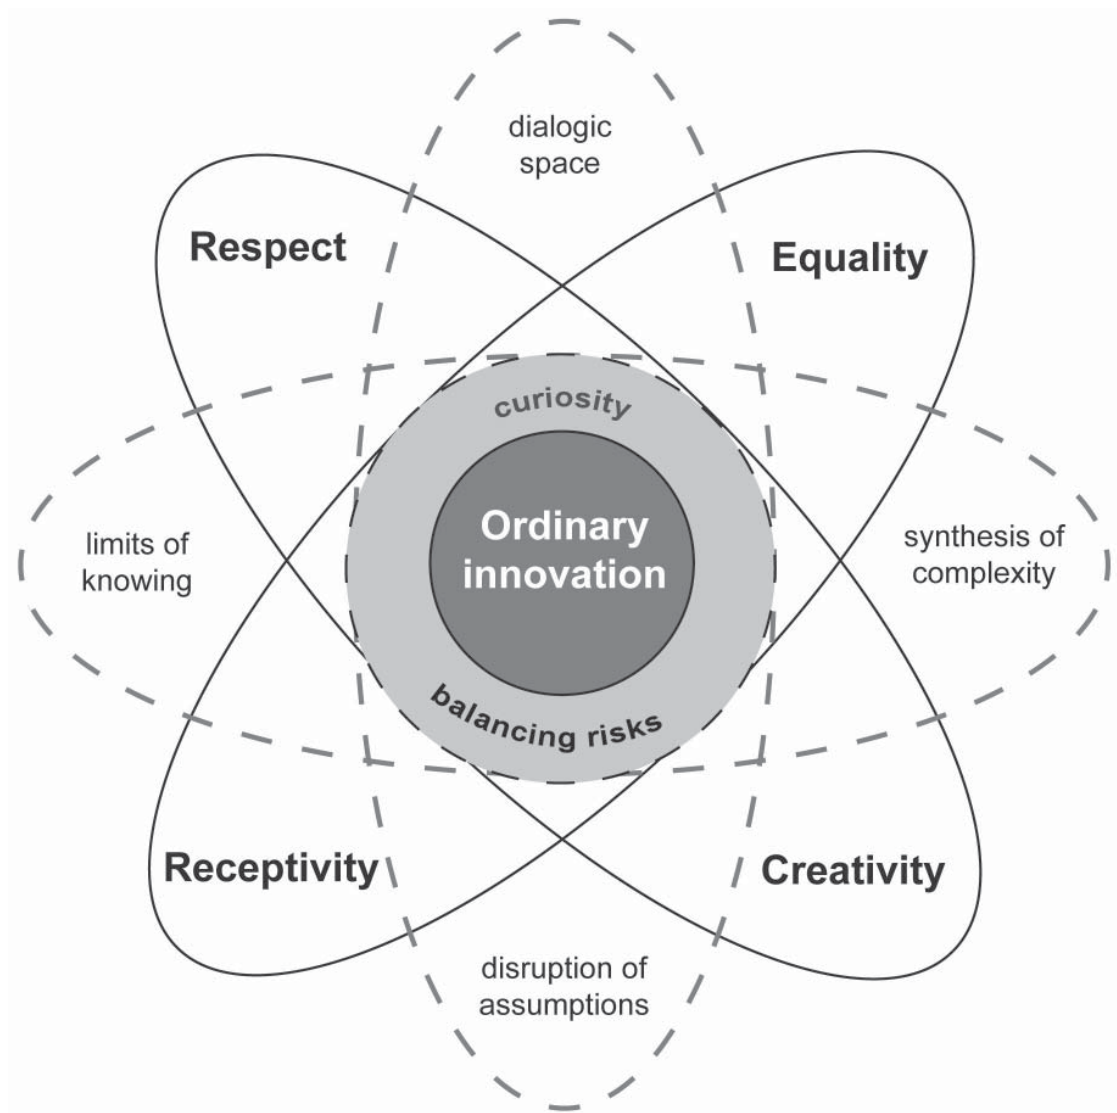 dialogic
space
Respect
Equality
curiosity
Ordinary
innovation
limits of
knowing
synthesis of
complexity
balancing risks
Receptivity
Creativity
disruption of
assumptions